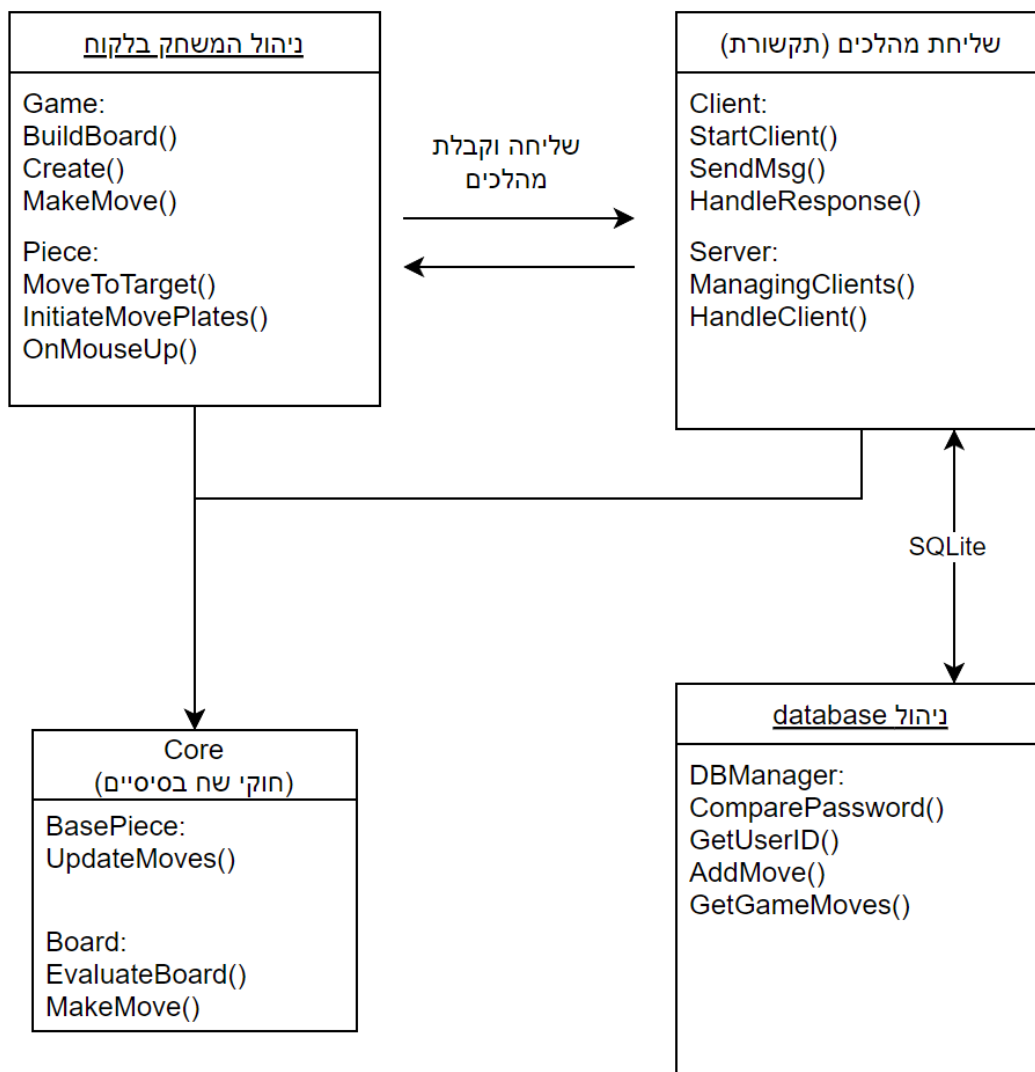 ניהול המשחק בלקוח
Game:
BuildBoard()
Create()
MakeMove()
Piece:
MoveToTarget()
InitiateMovePlates()
OnMouseUp()
שליחה וקבלת
מהלכים
שליחת מהלכים (תקשורת)
Client:
StartClient()
SendMsg()
HandleResponse()
Server:
ManagingClients()
HandleClient()
SQLite
Core
(חוקי שח בסיסיים)
BasePiece:
UpdateMoves()
Board:
EvaluateBoard()
MakeMove()
ניהול database
DBManager:
ComparePassword()
GetUserID()
AddMove()
GetGameMoves()